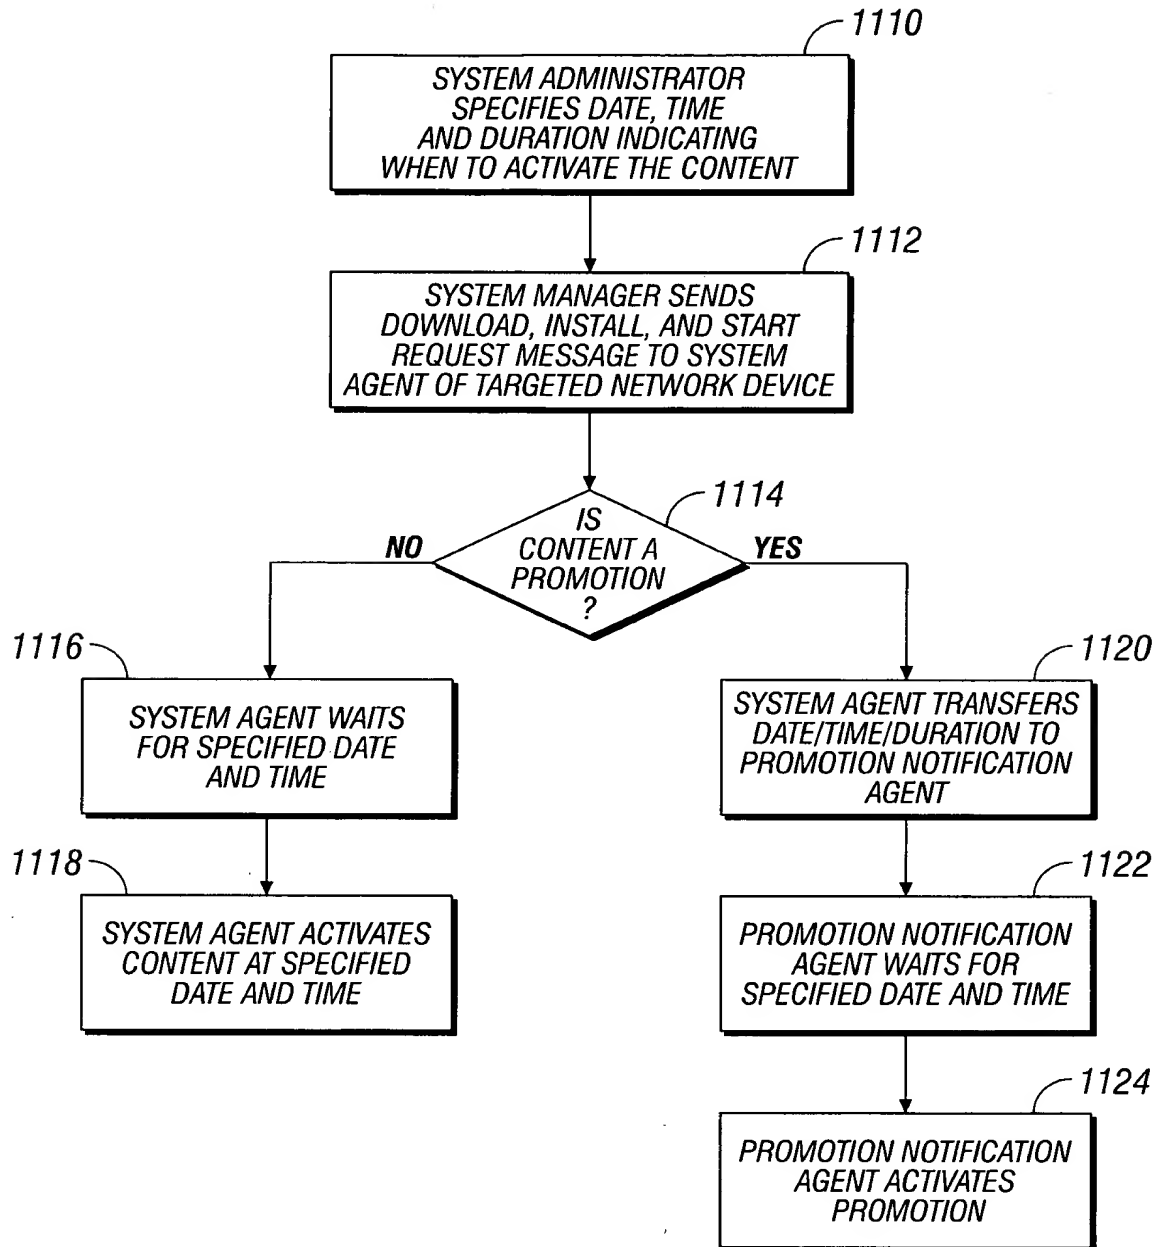 1110
SYSTEM ADMINISTRATOR
SPECIFIES DATE, TIME
AND DURATION INDICATING
WHEN TO ACTIVATE THE CONTENT
1112
SYSTEM MANAGER SENDS
DOWNLOAD, INSTALL, AND START
REQUEST MESSAGE TO SYSTEM
AGENT OF TARGETED NETWORK DEVICE
1114
IS
CONTENT A
PROMOTION
?
NO
YES
1116
SYSTEM AGENT WAITS
FOR SPECIFIED DATE
AND TIME
1118
SYSTEM AGENT ACTIVATES
CONTENT AT SPECIFIED
DATE AND TIME
1120
SYSTEM AGENT TRANSFERS
DATE/TIME/DURATION TO
PROMOTION NOTIFICATION
AGENT
1122
PROMOTION NOTIFICATION
AGENT WAITS FOR
SPECIFIED DATE AND TIME
1124
PROMOTION NOTIFICATION
AGENT ACTIVATES
PROMOTION